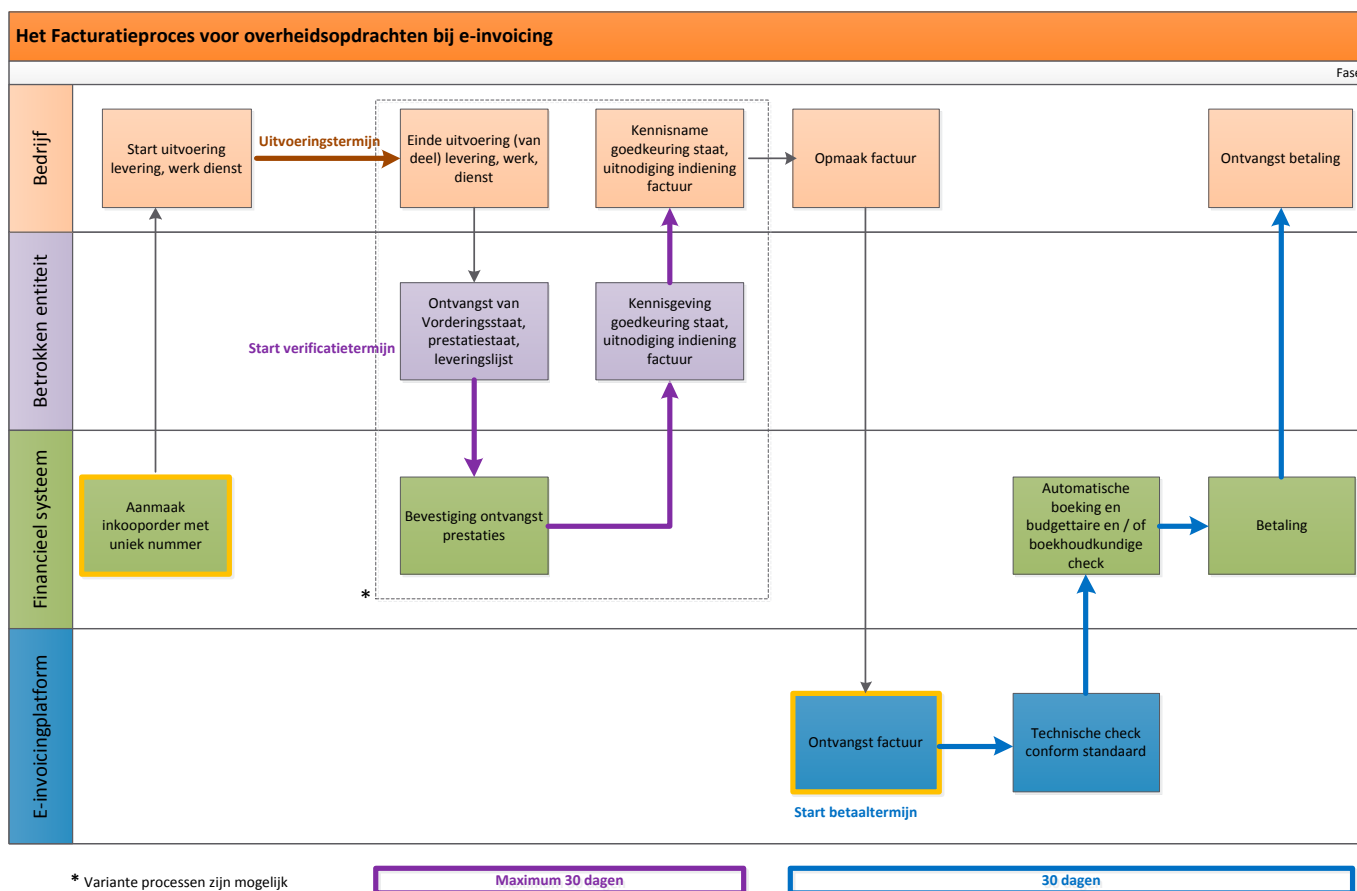 Het Facturatieproces voor overheidsopdrachten bij e-invoicing
Fase
Bedrijf
Start uitvoering
levering, werk dienst
Uitvoeringstermijn
Einde uitvoering (van
deel) levering, werk,
dienst
Kennisname
goedkeuring staat,
uitnodiging indiening
factuur
Opmaak factuur
Ontvangst betaling
Betrokken entiteit
Start verificatietermijn
Ontvangst van
Vorderingsstaat,
prestatiestaat,
leveringslijst
Kennisgeving
goedkeuring staat,
uitnodiging indiening
factuur
Financieel systeem
Aanmaak
inkooporder met
uniek nummer
Bevestiging ontvangst
prestaties
Automatische
boeking en
budgettaire en / of
boekhoudkundige
check
Betaling
*
E-invoicingplatform
Ontvangst factuur
Technische check
conform standaard
Start betaaltermijn
* Variante processen zijn mogelijk
Maximum 30 dagen
30 dagen